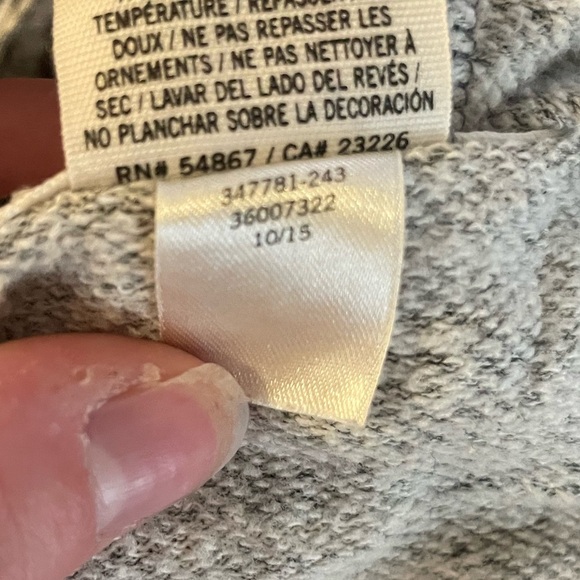 TEMPÉRATURE / REPASSER
DOUX / NE PAS REPASSER LES
ORNEMENTS / NE PAS NETTOYER À
SEC / LAVAR DEL LADO DEL REVÉS /
NO PLANCHAR SOBRE LA DECORACIÓN
RN# 54867 / CA# 23226
347781-243
36007322
10/15